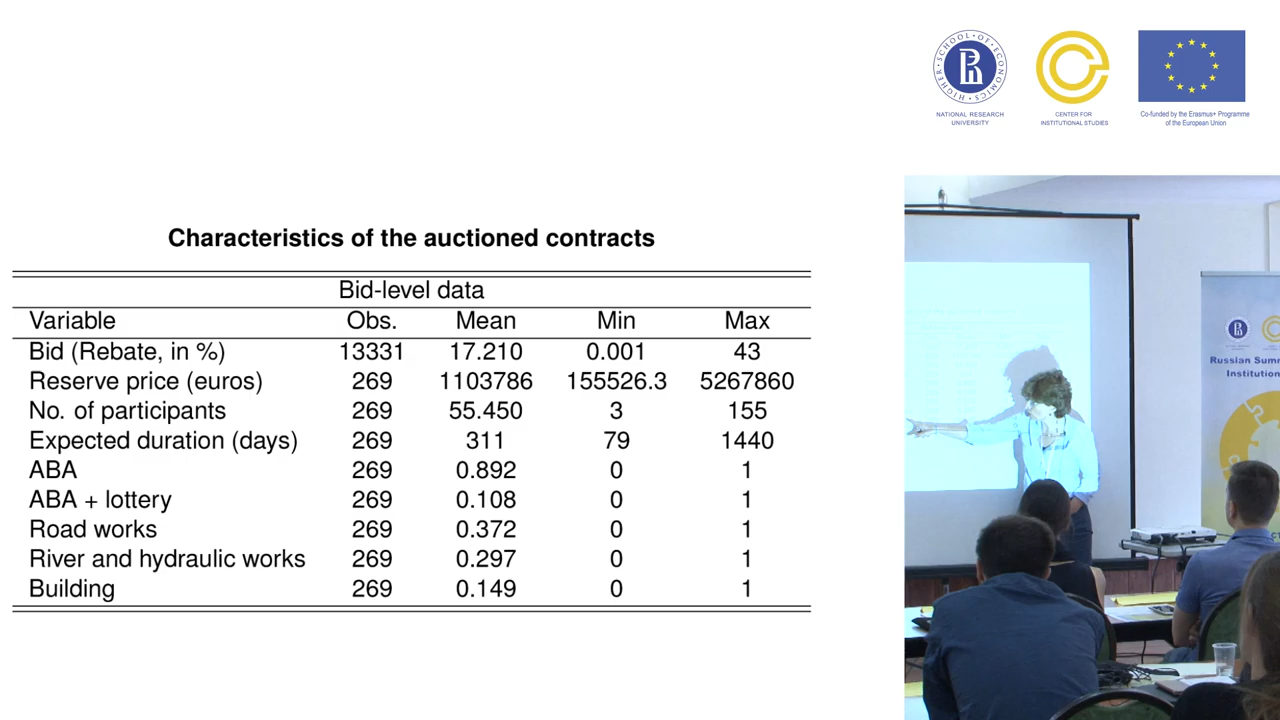 HIGHER · SCHOOL · OF · ECONOMICS ·
NATIONAL RESEARCH
UNIVERSITY
CENTER FOR
INSTITUTIONAL STUDIES
Co-funded by the Erasmus+ Programme
of the European Union
Characteristics of the auctioned contracts
Bid-level data
Variable Obs. Mean Min Max
Bid (Rebate, in %) 13331 17.210 0.001 43
Reserve price (euros) 269 1103786 155526.3 5267860
No. of participants 269 55.450 3 155
Expected duration (days) 269 311 79 1440
ABA 269 0.892 0 1
ABA + lottery 269 0.108 0 1
Road works 269 0.372 0 1
River and hydraulic works 269 0.297 0 1
Building 269 0.149 0 1
Russian Summ
Institution